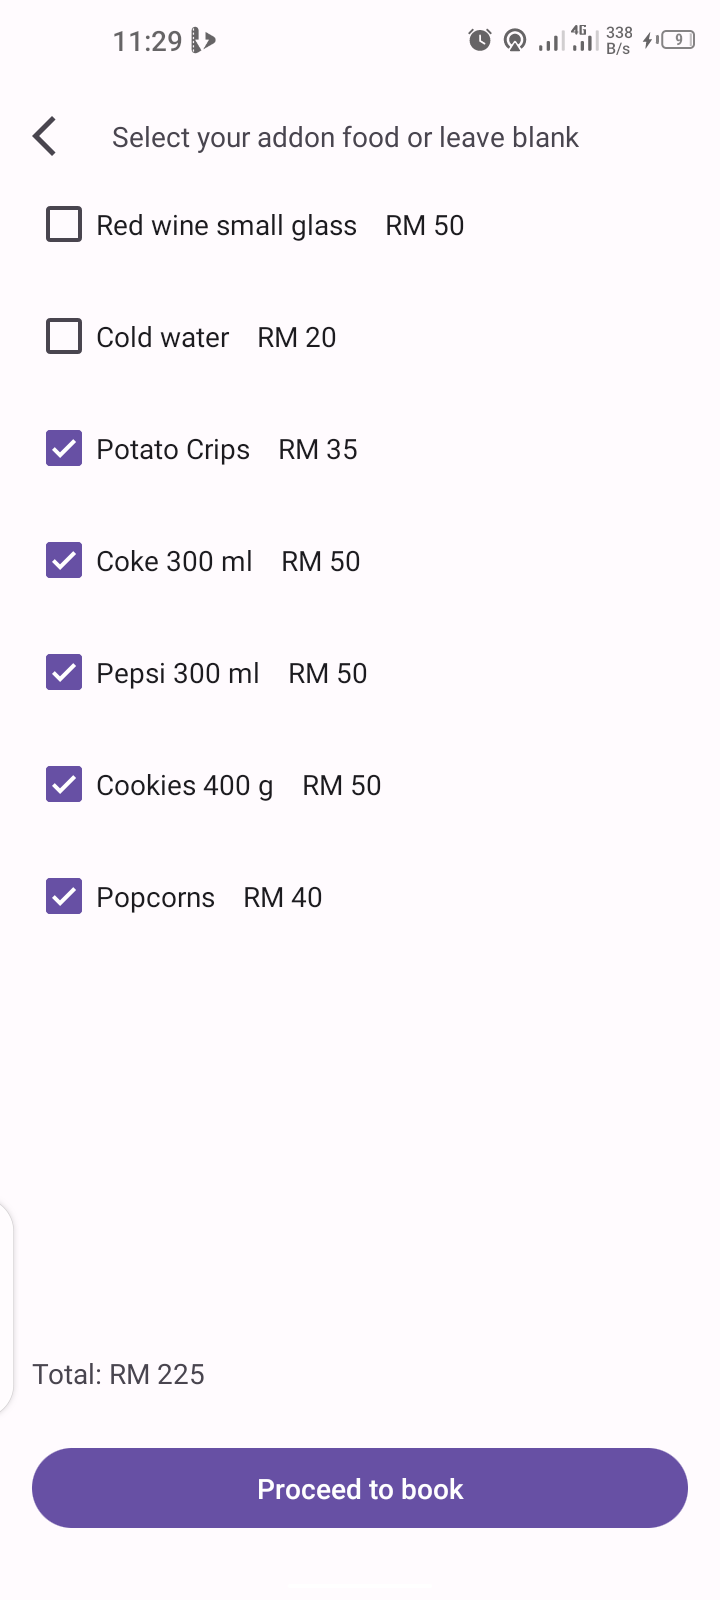 11:29 4G 338 B/s 9
Select your addon food or leave blank
Red wine small glass RM 50
Cold water RM 20
Potato Crips RM 35
Coke 300 ml RM 50
Pepsi 300 ml RM 50
Cookies 400 g RM 50
Popcorns RM 40
Total: RM 225
Proceed to book